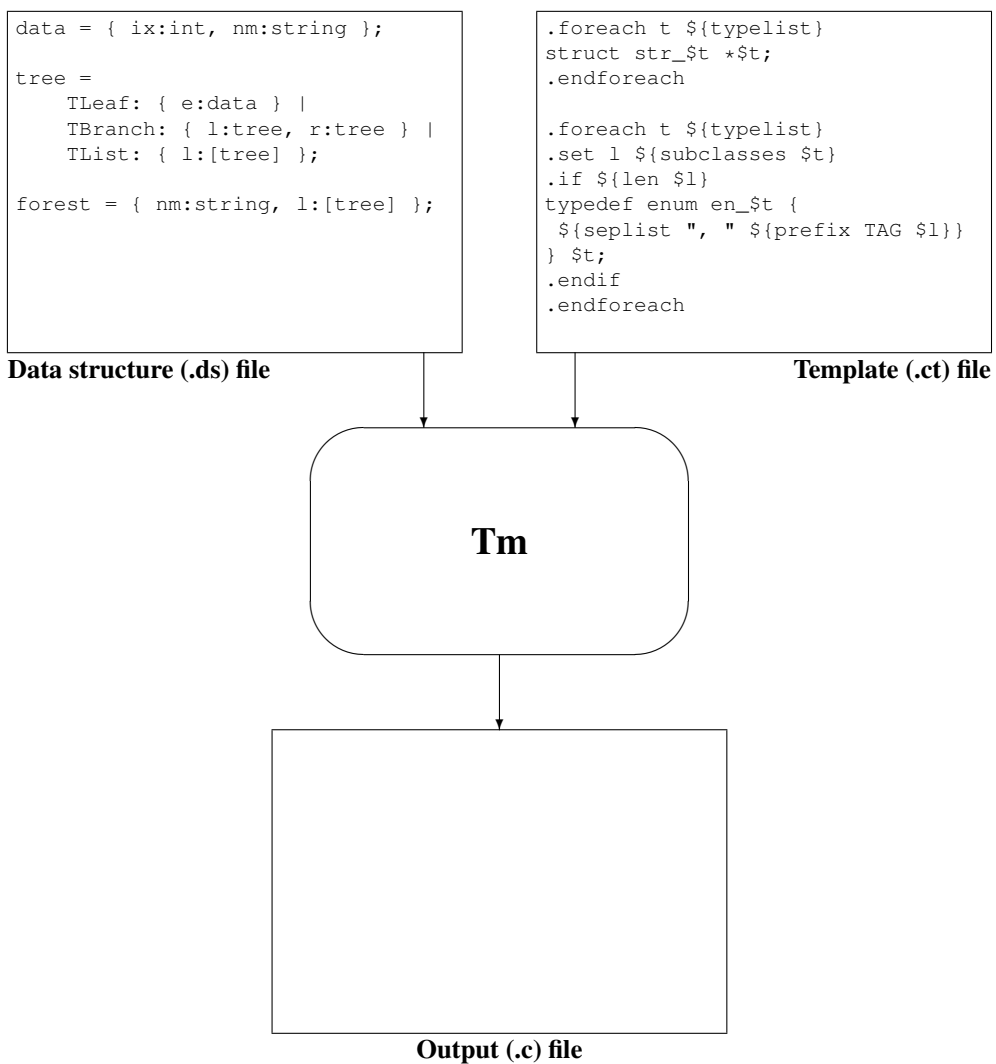 data = { ix:int, nm:string };
tree =
    TLeaf: { e:data } |
    TBranch: { l:tree, r:tree } |
    TList: { l:[tree] };
forest = { nm:string, l:[tree] };
Data structure (.ds) file
.foreach t ${typelist}
struct str_$t *$t;
.endforeach
.foreach t ${typelist}
.set l ${subclasses $t}
.if ${len $l}
typedef enum en_$t {
 ${seplist ", " ${prefix TAG $l}}
} $t;
.endif
.endforeach
Template (.ct) file
Tm
Output (.c) file